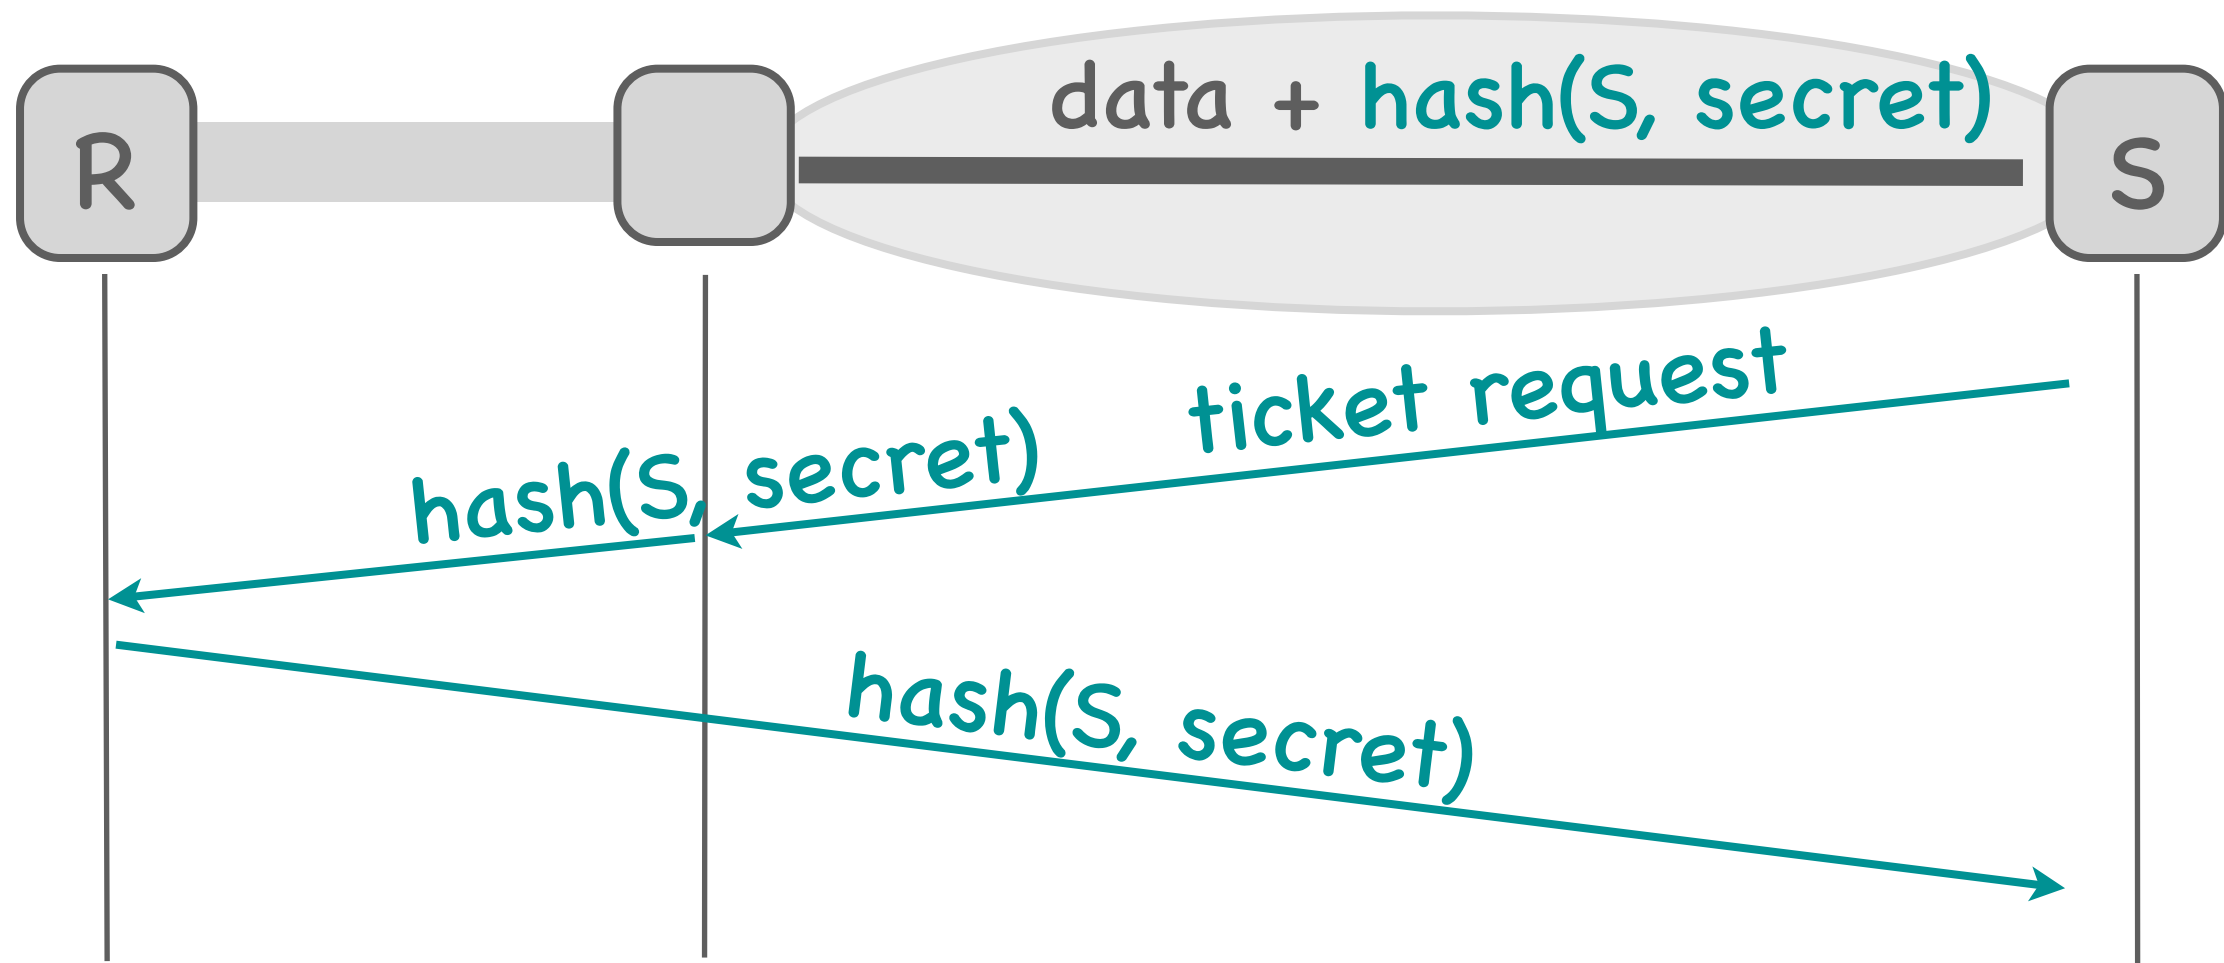 data + hash(S, secret)
R
S
ticket request
hash(S, secret)
hash(S, secret)